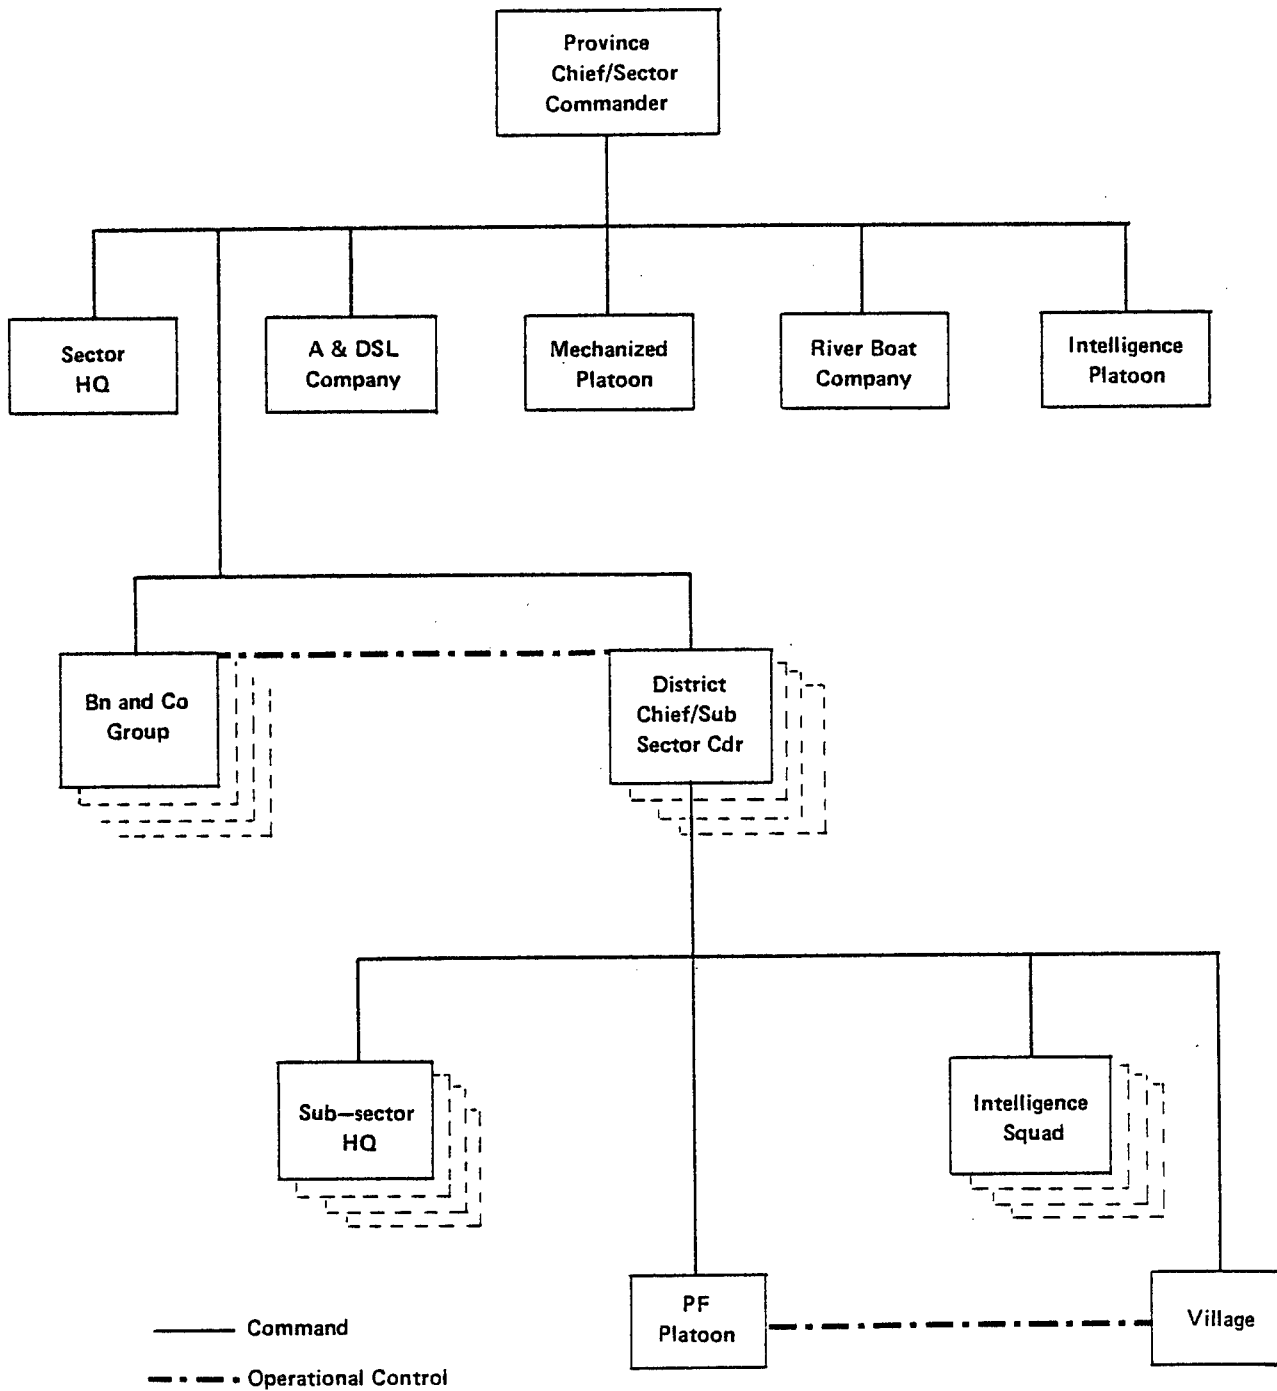 Province
Chief/Sector
Commander
Sector
HQ
A & DSL
Company
Mechanized
Platoon
River Boat
Company
Intelligence
Platoon
Bn and Co
Group
District
Chief/Sub
Sector Cdr
Sub—sector
HQ
Intelligence
Squad
PF
Platoon
Village
Command
Operational Control